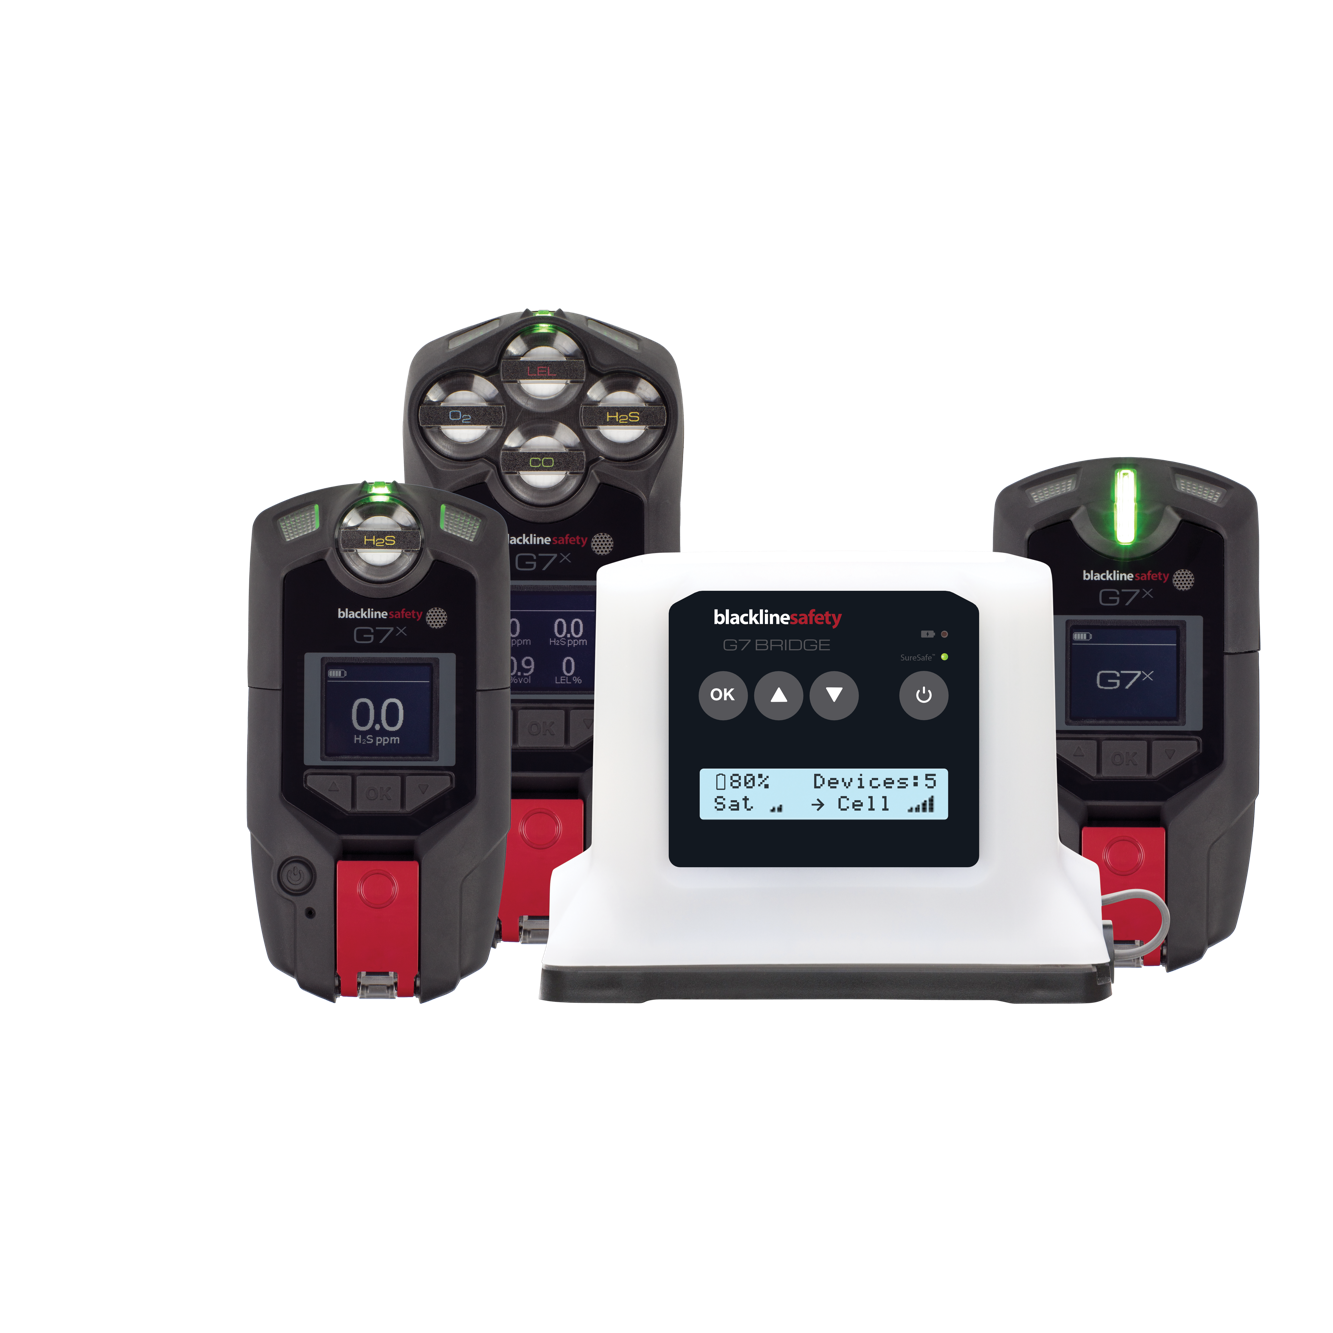 LEL
O2
H2S
CO
blacklinesafety
G7x
0.0
ppm
H2S ppm
0.9
%vol
0
LEL%
OK
H2S
blacklinesafety
G7x
0.0
H2S ppm
OK
blacklinesafety
G7 BRIDGE
SureSafe™
OK
80% Devices:5
Sat → Cell
blacklinesafety
G7x
G7x
OK